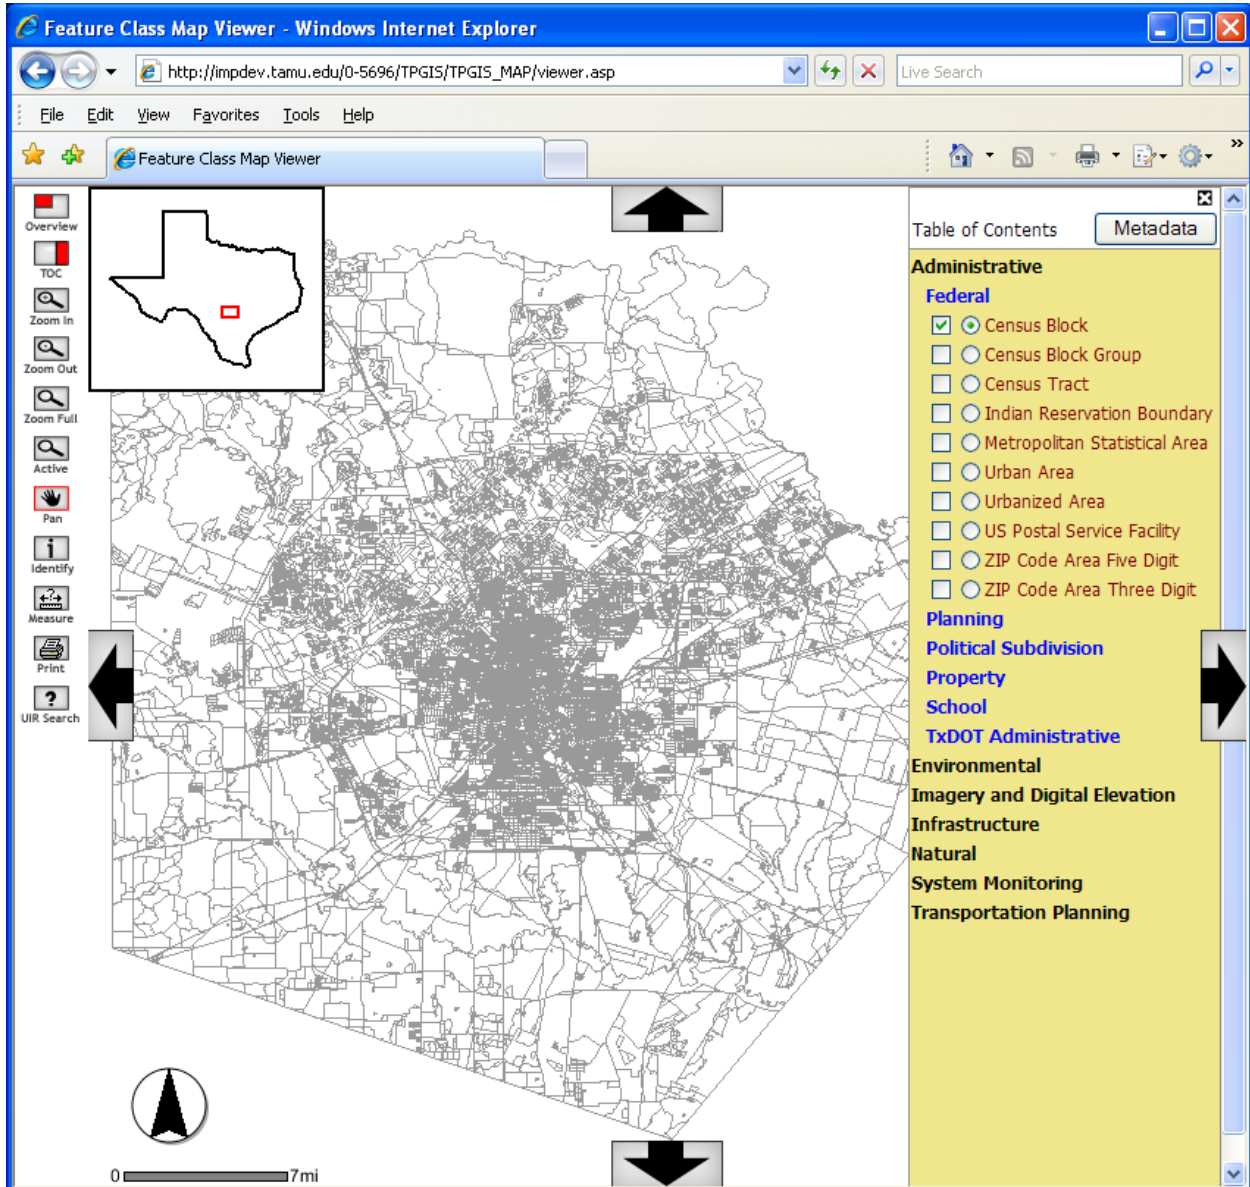 Feature Class Map Viewer - Windows Internet Explorer
http://impdev.tamu.edu/0-5696/TPGIS/TPGIS_MAP/viewer.asp
Live Search
File Edit View Favorites Tools Help
Feature Class Map Viewer
»
Overview
TOC
Zoom In
Zoom Out
Zoom Full
Active
Pan
i
Identify
?
Measure
Print
?
UIR Search
0 7mi
Table of Contents Metadata
Administrative
Federal
Census Block
Census Block Group
Census Tract
Indian Reservation Boundary
Metropolitan Statistical Area
Urban Area
Urbanized Area
US Postal Service Facility
ZIP Code Area Five Digit
ZIP Code Area Three Digit
Planning
Political Subdivision
Property
School
TxDOT Administrative
Environmental
Imagery and Digital Elevation
Infrastructure
Natural
System Monitoring
Transportation Planning